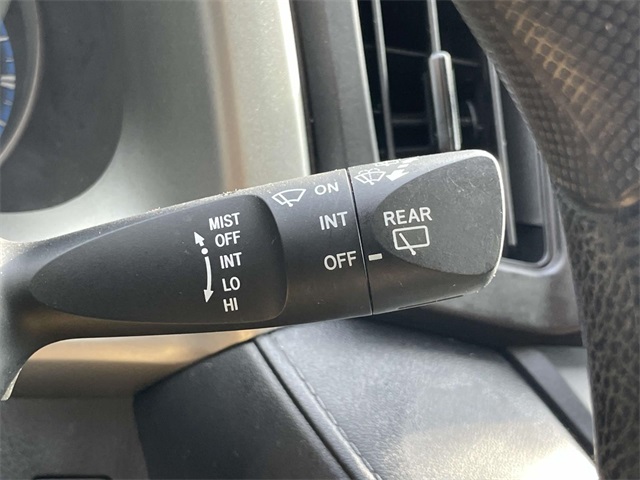 MIST
OFF
INT
LO
HI
ON
INT
OFF
REAR